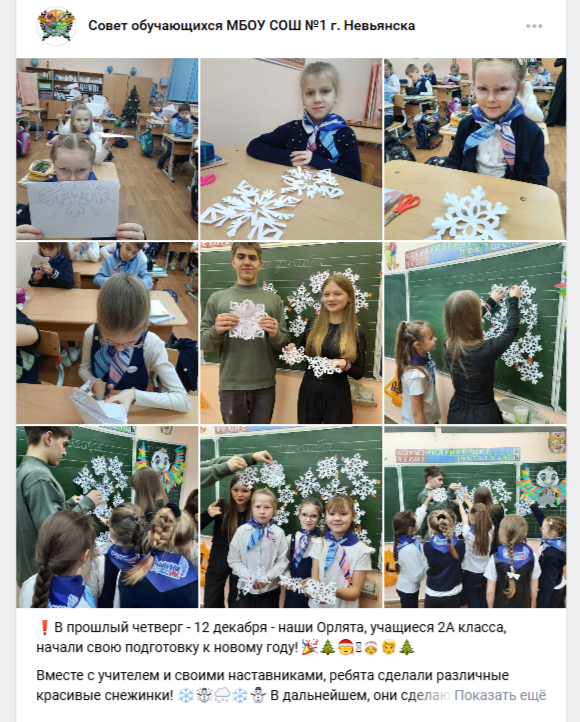 Совет обучающихся МБОУ СОШ №1 г. Невьянска
❗В прошлый четверг - 12 декабря - наши Орлята, учащиеся 2А класса,
начали свою подготовку к новому году!
Вместе с учителем и своими наставниками, ребята сделали различные
красивые снежинки! В дальнейшем, они сделаю Показать ещё